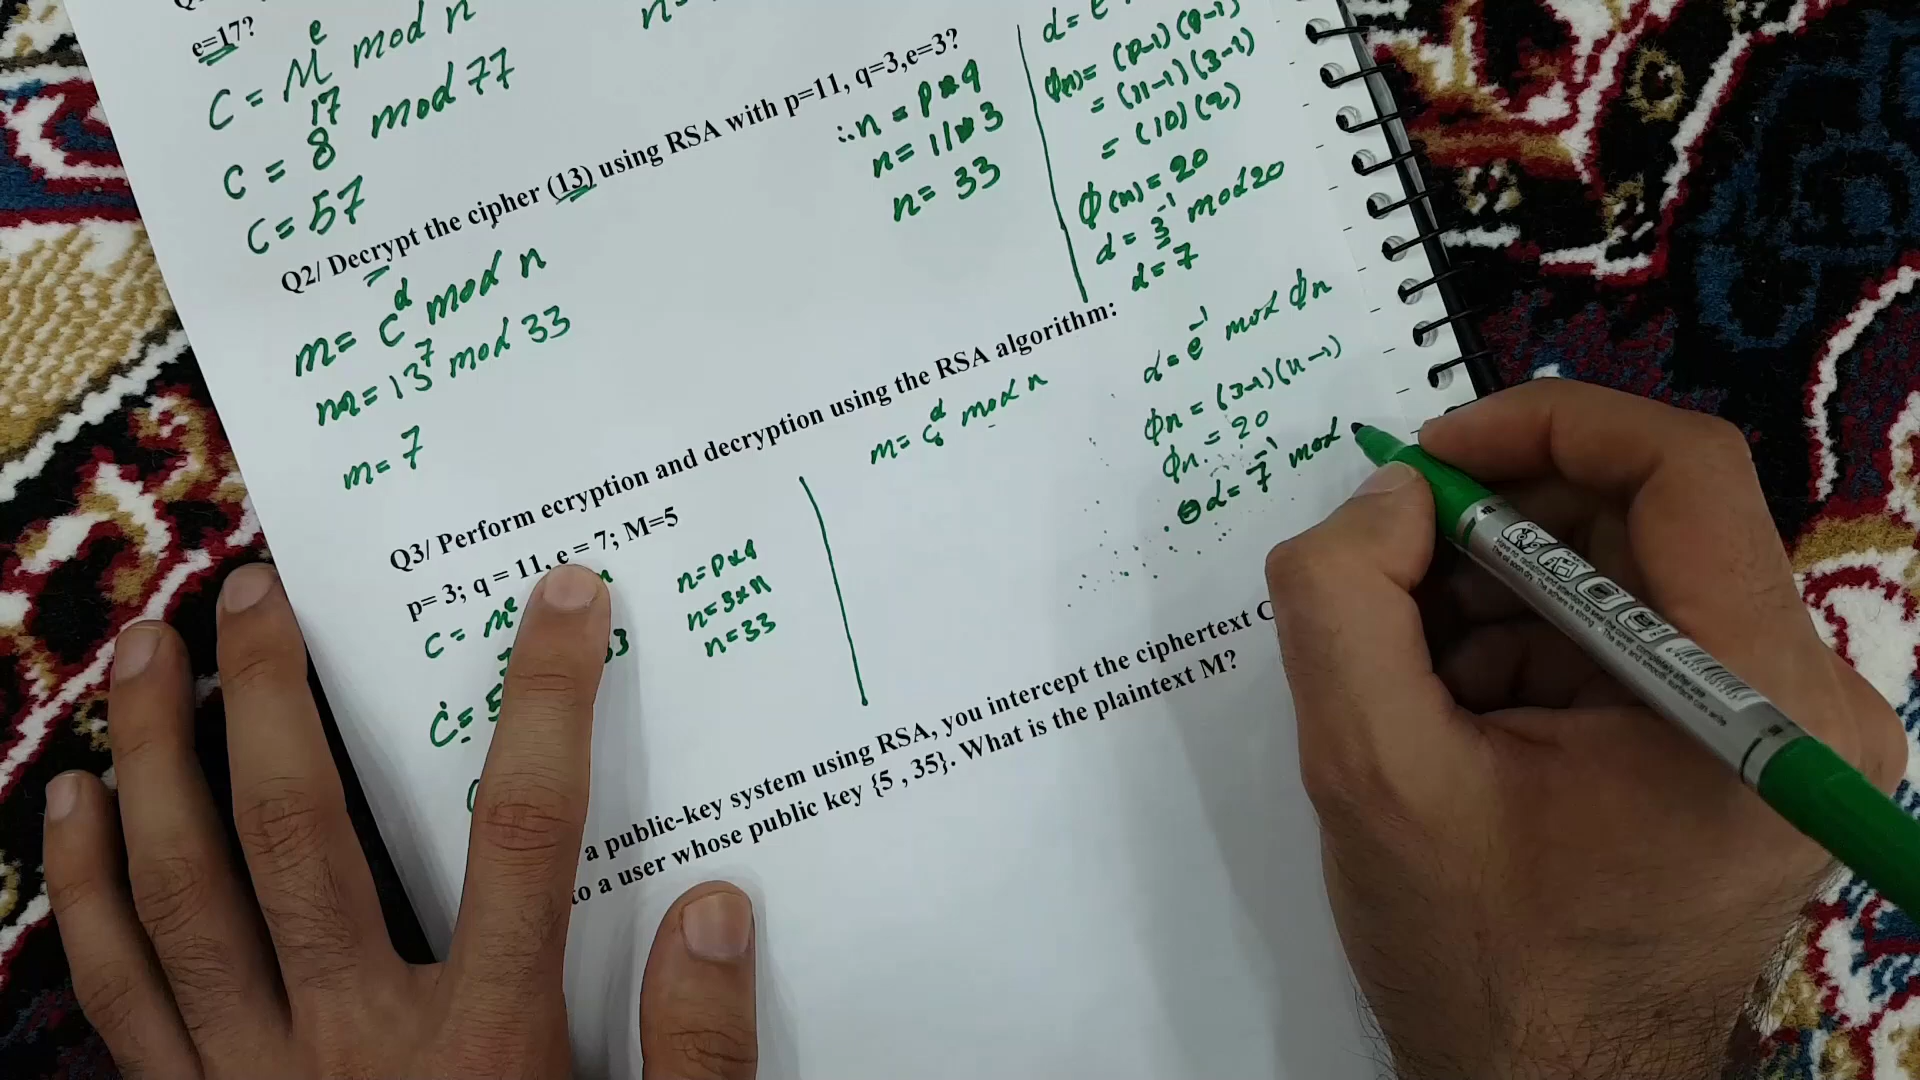 e=17?
C = M^e mod n
C = 8^17 mod 77
C = 57
Q2/ Decrypt the cipher (13) using RSA with p=11, q=3,e=3?
m = C^d mod n
m = 13^7 mod 33
m = 7
∴n = p*q
n = 11*3
n = 33
d = e
φ(n) = (p-1)(q-1)
= (11-1)(3-1)
= (10)(2)
φ(n) = 20
d = 3^-1 mod 20
d = 7
Q3/ Perform ecryption and decryption using the RSA algorithm:
p= 3; q = 11, e = 7; M=5
C = M^e
C = 5
33
n = p*q
n = 3*11
n = 33
m = C^d mod n
d = e^-1 mod φn
φn = (3-1)(11-1)
φn = 20
d = 7^-1 mod
a public-key system using RSA, you intercept the ciphertext C
to a user whose public key {5 , 35}. What is the plaintext M?